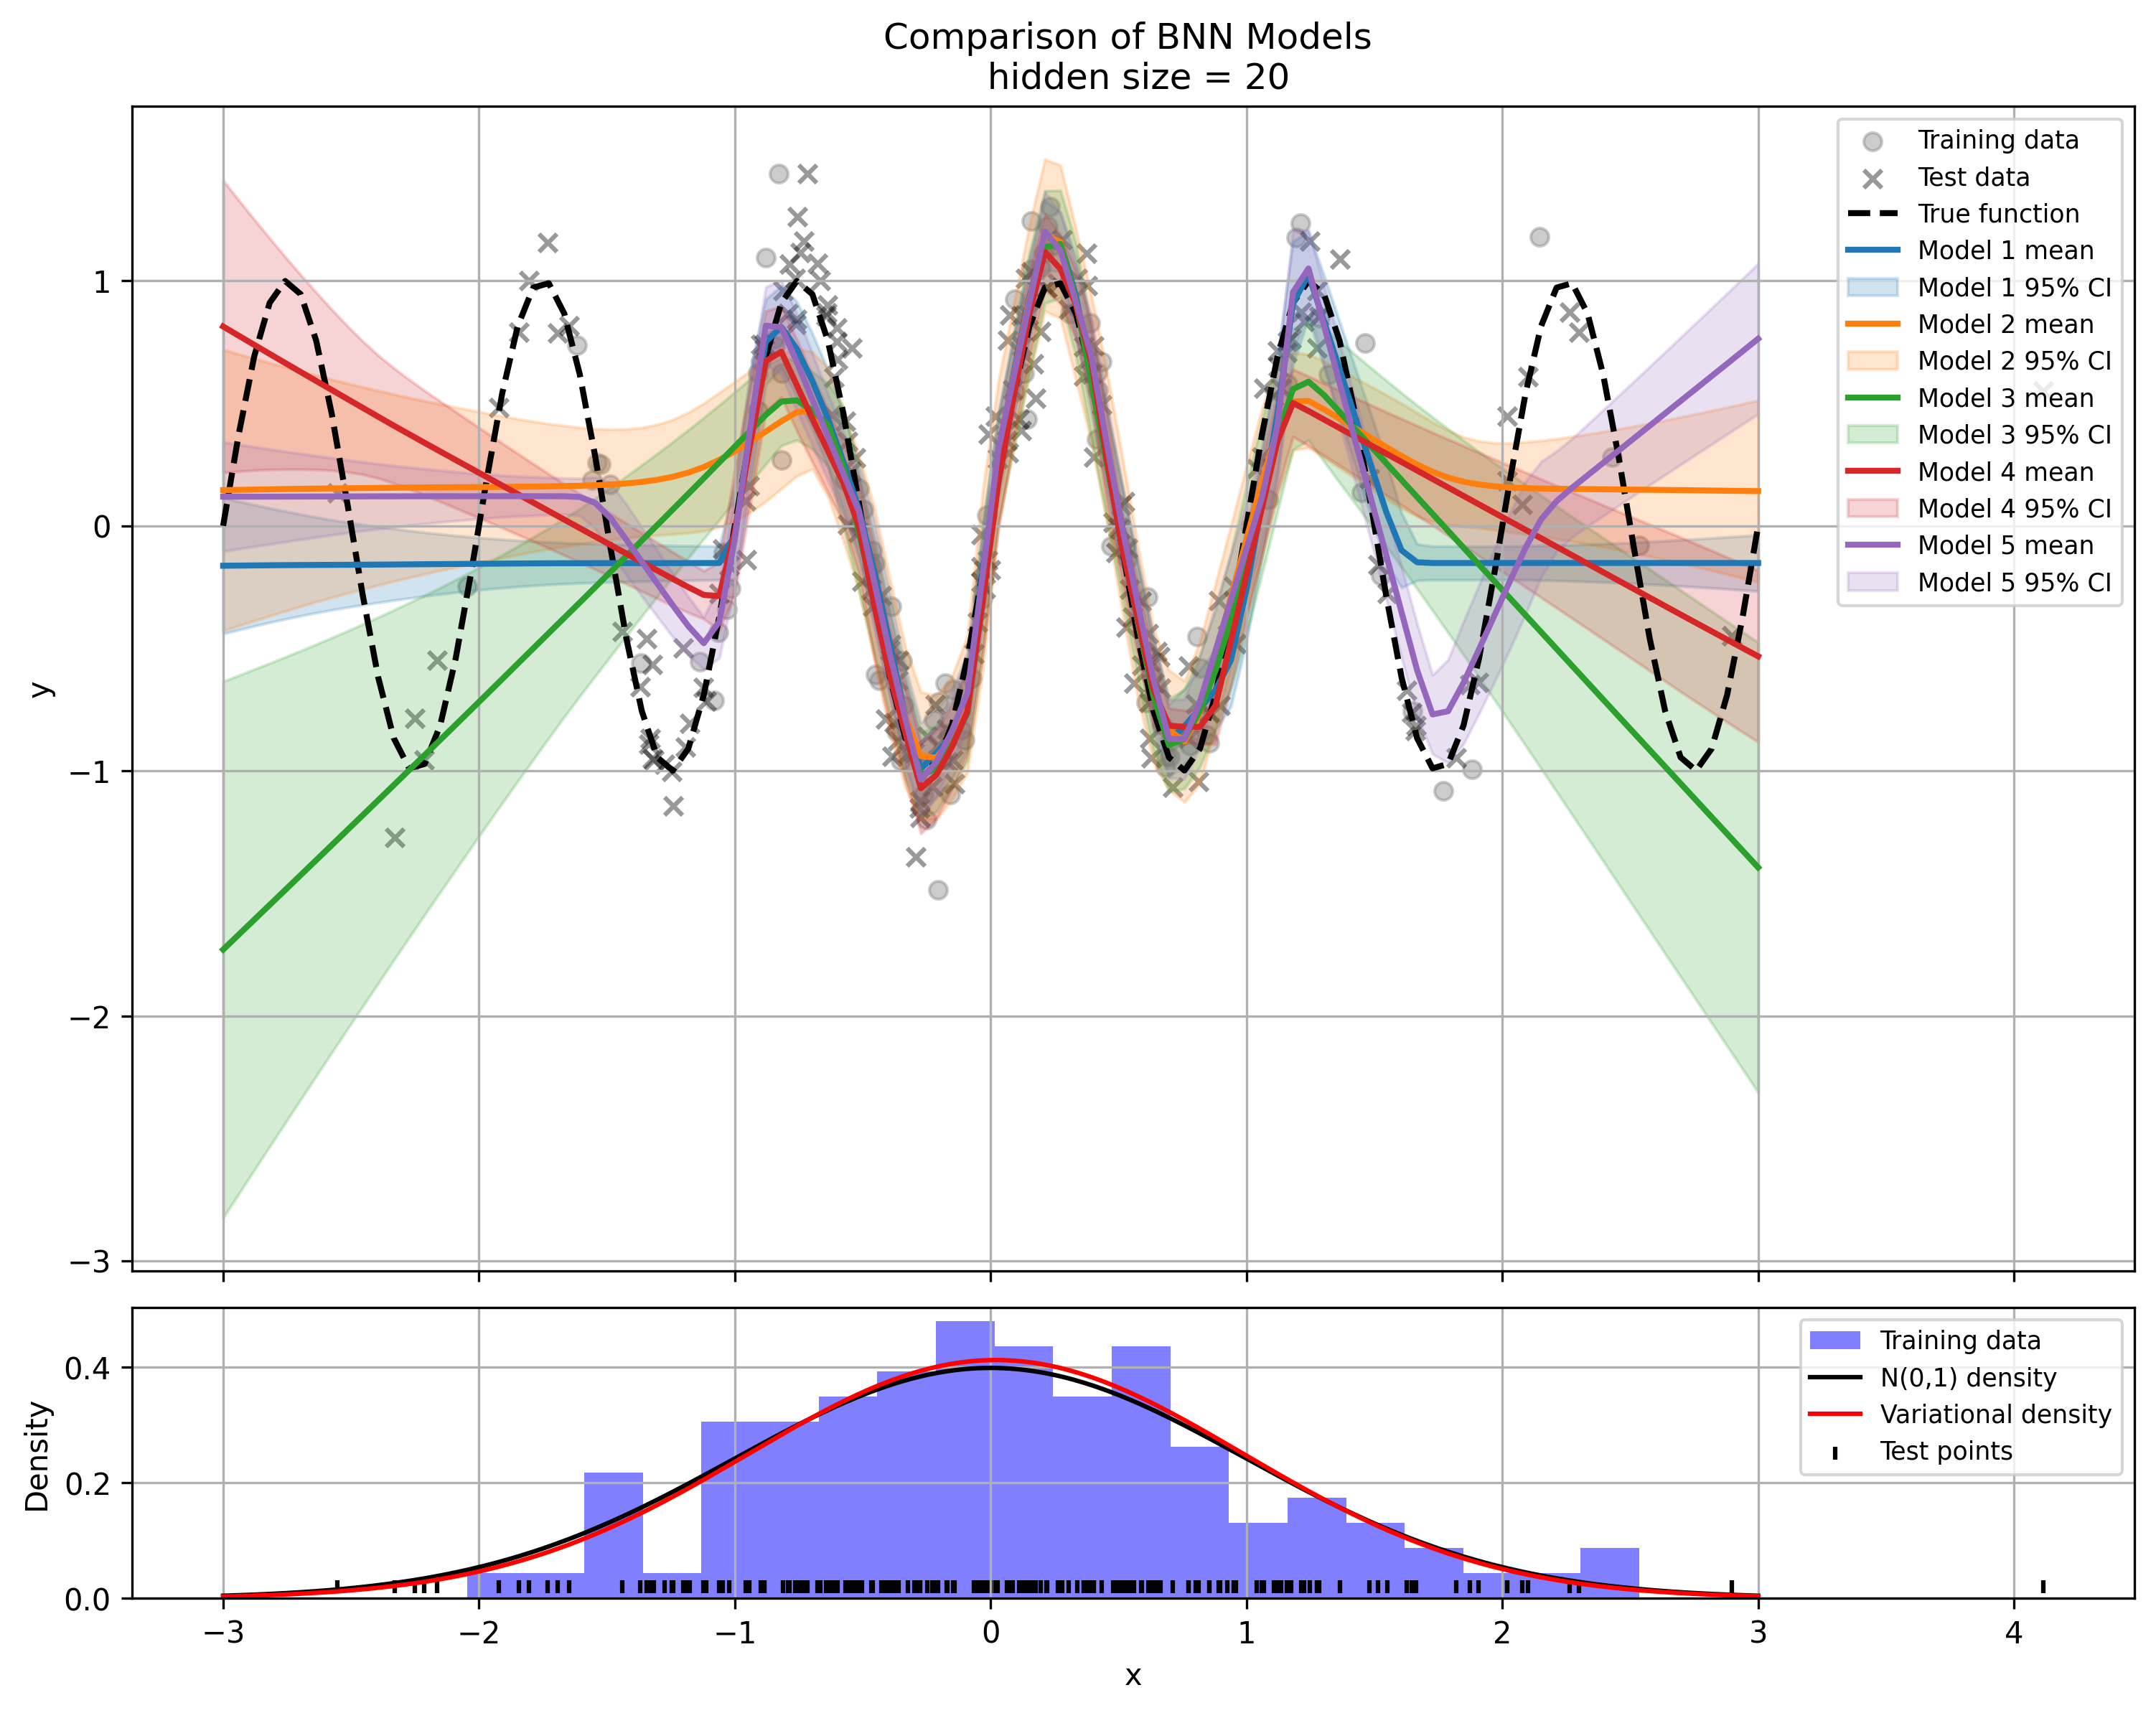 Comparison of BNN Models
hidden size = 20
Training data
Test data
True function
Model 1 mean
Model 1 95% CI
Model 2 mean
Model 2 95% CI
Model 3 mean
Model 3 95% CI
Model 4 mean
Model 4 95% CI
Model 5 mean
Model 5 95% CI
1
0
−1
−2
−3
y
Training data
N(0,1) density
Variational density
Test points
0.4
0.2
0.0
Density
−3 −2 −1 0 1 2 3 4
x